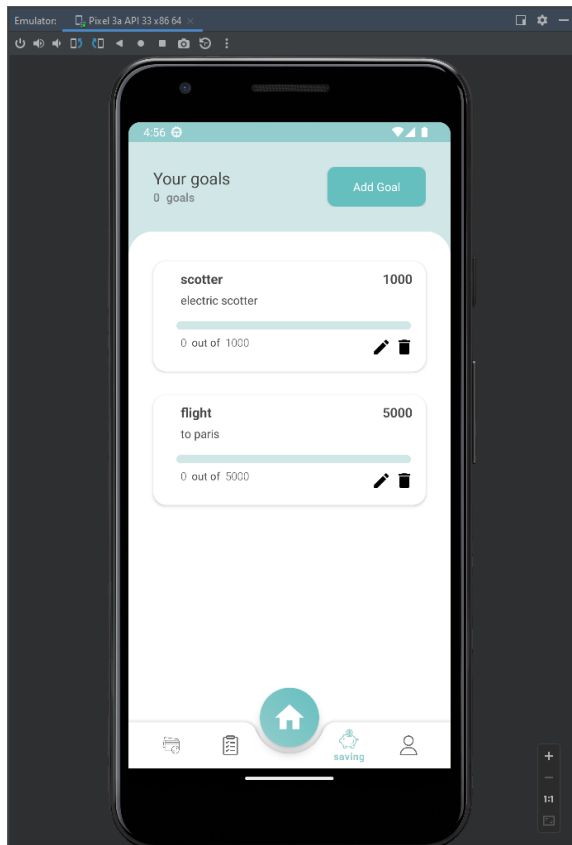 Emulator: Pixel 3a API 33 x86 64
4:56
Your goals
0 goals
Add Goal
scotter 1000
electric scotter
0 out of 1000
flight 5000
to paris
0 out of 5000
saving
1:1